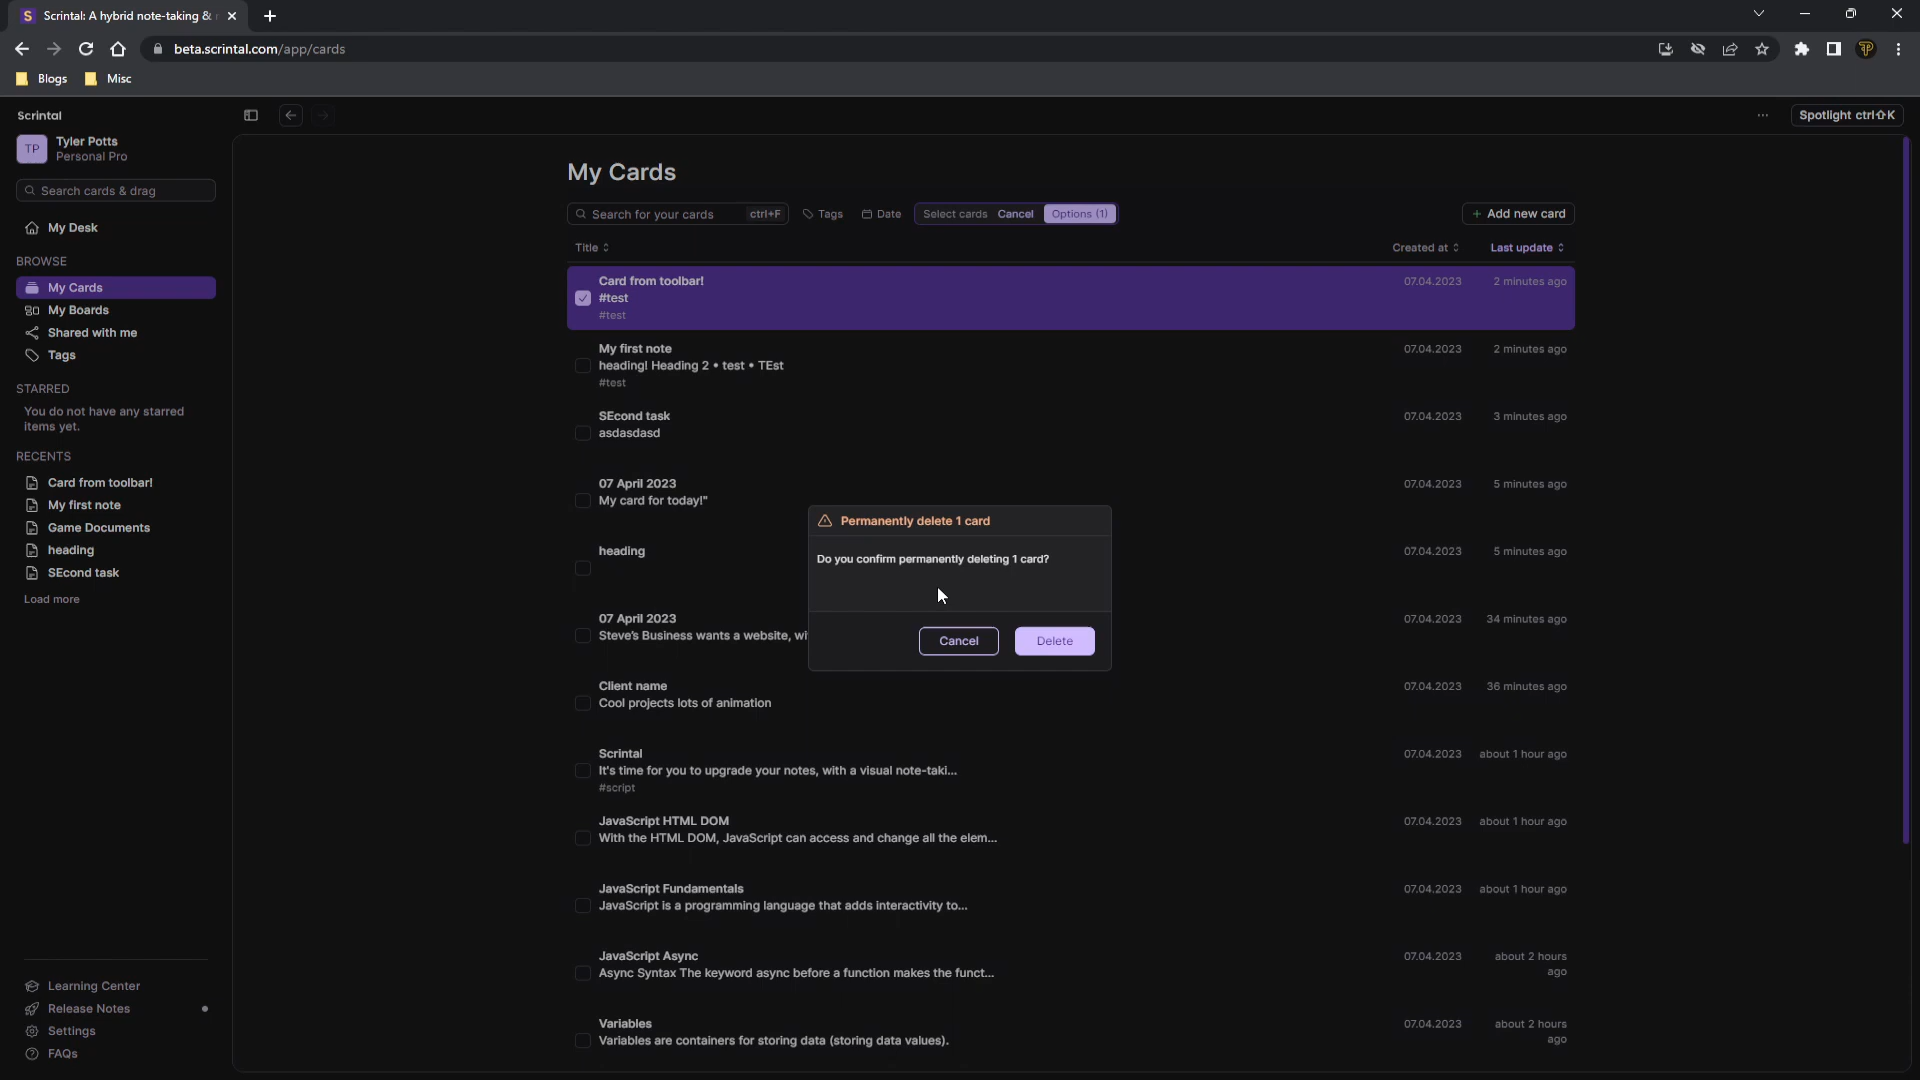 Scrintal: A hybrid note-taking &
beta.scrintal.com/app/cards
Blogs
Misc
Scrintal
Spotlight ctrl⇧K
TP
Tyler Potts
Personal Pro
Search cards & drag
My Desk
BROWSE
My Cards
My Boards
Shared with me
Tags
STARRED
You do not have any starred
items yet.
RECENTS
Card from toolbar!
My first note
Game Documents
heading
SEcond task
Load more
Learning Center
Release Notes
Settings
FAQs
My Cards
Search for your cards ctrl+F Tags Date Select cards Cancel Options (1) + Add new card
Title Created at Last update
Card from toolbar! 07.04.2023 2 minutes ago
#test
#test
My first note 07.04.2023 2 minutes ago
heading! Heading 2 • test • TEst
#test
SEcond task 07.04.2023 3 minutes ago
asdasdasd
07 April 2023 07.04.2023 5 minutes ago
My card for today!"
heading 07.04.2023 5 minutes ago
07 April 2023 07.04.2023 34 minutes ago
Steve's Business wants a website, wi
Client name 07.04.2023 36 minutes ago
Cool projects lots of animation
Scrintal 07.04.2023 about 1 hour ago
It's time for you to upgrade your notes, with a visual note-taki...
#script
JavaScript HTML DOM 07.04.2023 about 1 hour ago
With the HTML DOM, JavaScript can access and change all the elem...
JavaScript Fundamentals 07.04.2023 about 1 hour ago
JavaScript is a programming language that adds interactivity to...
JavaScript Async 07.04.2023 about 2 hours
ago
Async Syntax The keyword async before a function makes the funct...
Variables 07.04.2023 about 2 hours
ago
Variables are containers for storing data (storing data values).
Permanently delete 1 card
Do you confirm permanently deleting 1 card?
Cancel Delete